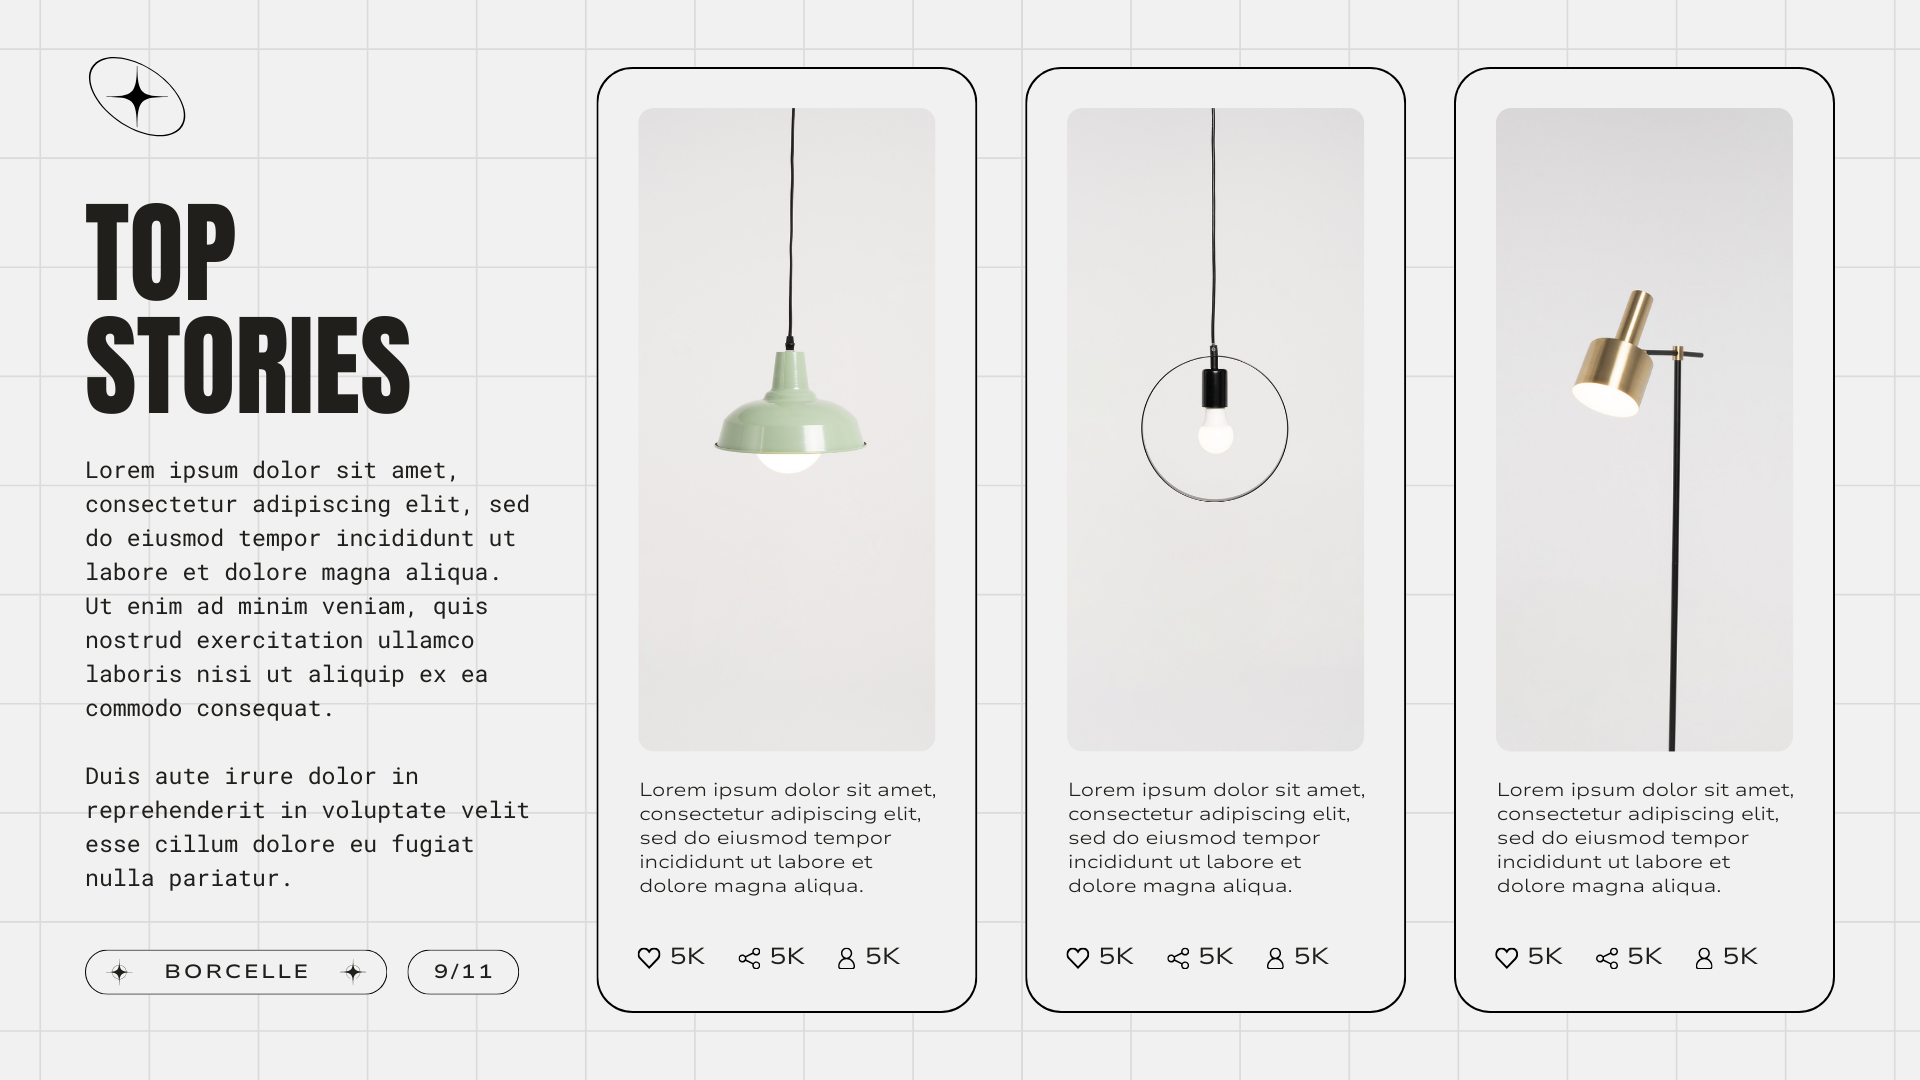 TOP
STORIES
Lorem ipsum dolor sit amet,
consectetur adipiscing elit, sed
do eiusmod tempor incididunt ut
labore et dolore magna aliqua.
Ut enim ad minim veniam, quis
nostrud exercitation ullamco
laboris nisi ut aliquip ex ea
commodo consequat.
Duis aute irure dolor in
reprehenderit in voluptate velit
esse cillum dolore eu fugiat
nulla pariatur.
BORCELLE
9/11
Lorem ipsum dolor sit amet,
consectetur adipiscing elit,
sed do eiusmod tempor
incididunt ut labore et
dolore magna aliqua.
5K 5K 5K
Lorem ipsum dolor sit amet,
consectetur adipiscing elit,
sed do eiusmod tempor
incididunt ut labore et
dolore magna aliqua.
5K 5K 5K
Lorem ipsum dolor sit amet,
consectetur adipiscing elit,
sed do eiusmod tempor
incididunt ut labore et
dolore magna aliqua.
5K 5K 5K